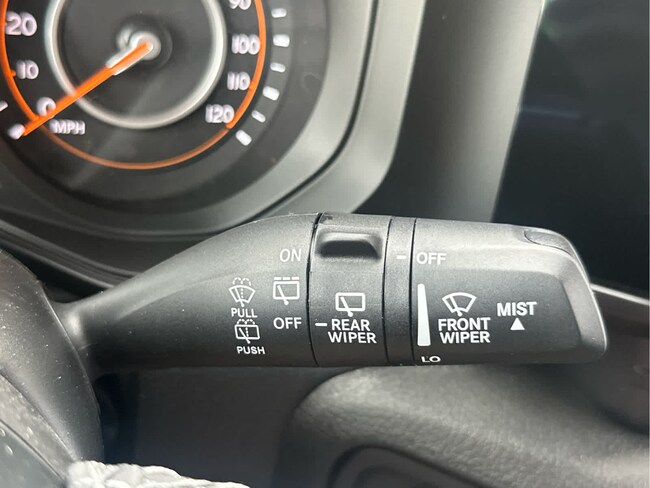 20
10
0
MPH
90
100
110
120
ON
OFF
PULL
PUSH
REAR
WIPER
OFF
FRONT
WIPER
MIST
LO